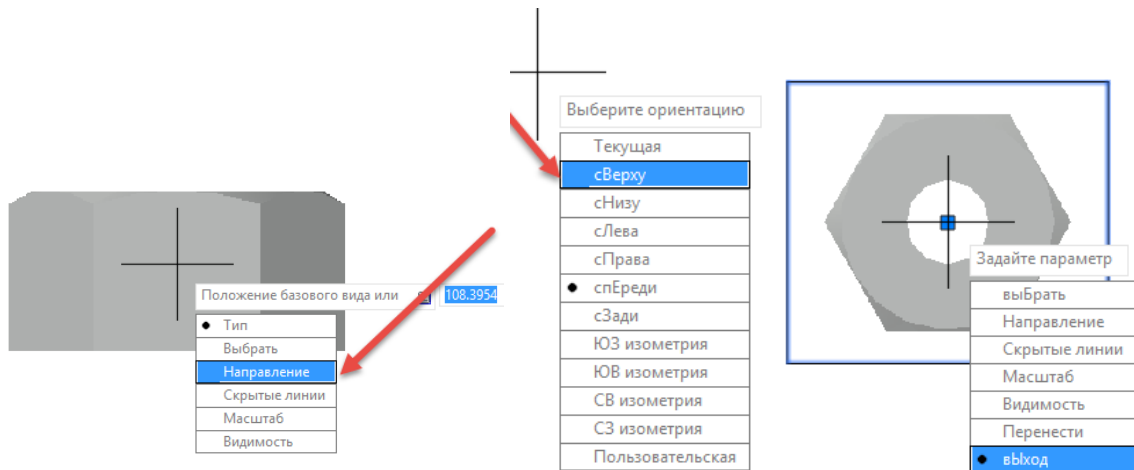 Положение базового вида или
108.3954
Тип
Выбрать
Направление
Скрытые линии
Масштаб
Видимость
Выберите ориентацию
Текущая
сВерху
сНизу
сЛева
сПрава
спЕреди
сЗади
ЮЗ изометрия
ЮВ изометрия
СВ изометрия
СЗ изометрия
Пользовательская
Задайте параметр
выБрать
Направление
Скрытые линии
Масштаб
Видимость
Перенести
вЫход